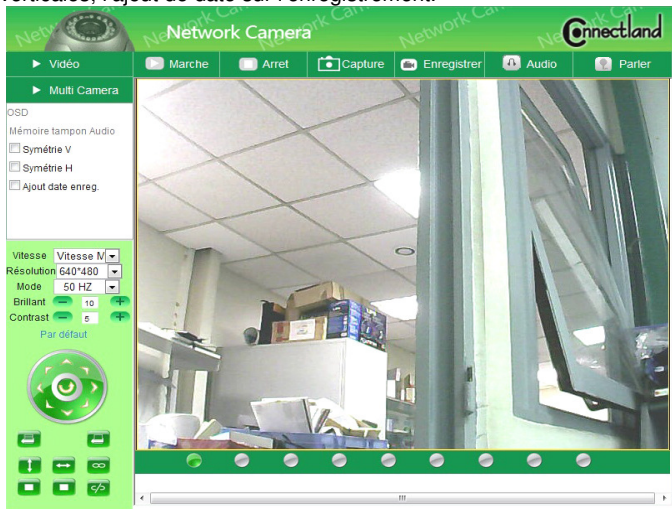 verticales, l'ajout de date sur l'enregistrement.
Network Camera
Connectland
Vidéo
Marche
Arret
Capture
Enregistrer
Audio
Parler
Multi Camera
OSD
Mémoire tampon Audio
Symétrie V
Symétrie H
Ajout date enreg.
Vitesse Vitesse M
Résolution 640*480
Mode 50 HZ
Brillant 10
Contrast 5
Par défaut